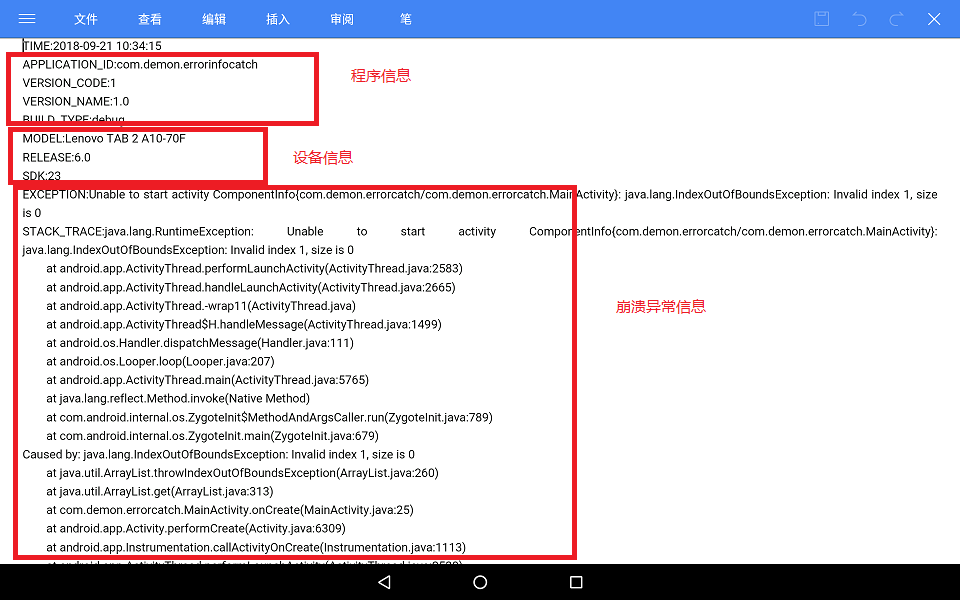 文件 查看 编辑 插入 审阅 笔
TIME:2018-09-21 10:34:15
APPLICATION_ID:com.demon.errorinfocatch
程序信息
VERSION_CODE:1
VERSION_NAME:1.0
BUILD_TYPE:debug
MODEL:Lenovo TAB 2 A10-70F
RELEASE:6.0
设备信息
SDK:23
EXCEPTION:Unable to start activity ComponentInfo{com.demon.errorcatch/com.demon.errorcatch.MainActivity}: java.lang.IndexOutOfBoundsException: Invalid index 1, size
is 0
STACK_TRACE:java.lang.RuntimeException: Unable to start activity ComponentInfo{com.demon.errorcatch/com.demon.errorcatch.MainActivity}:
java.lang.IndexOutOfBoundsException: Invalid index 1, size is 0
at android.app.ActivityThread.performLaunchActivity(ActivityThread.java:2583)
at android.app.ActivityThread.handleLaunchActivity(ActivityThread.java:2665)
at android.app.ActivityThread.-wrap11(ActivityThread.java)
崩溃异常信息
at android.app.ActivityThread$H.handleMessage(ActivityThread.java:1499)
at android.os.Handler.dispatchMessage(Handler.java:111)
at android.os.Looper.loop(Looper.java:207)
at android.app.ActivityThread.main(ActivityThread.java:5765)
at java.lang.reflect.Method.invoke(Native Method)
at com.android.internal.os.ZygoteInit$MethodAndArgsCaller.run(ZygoteInit.java:789)
at com.android.internal.os.ZygoteInit.main(ZygoteInit.java:679)
Caused by: java.lang.IndexOutOfBoundsException: Invalid index 1, size is 0
at java.util.ArrayList.throwIndexOutOfBoundsException(ArrayList.java:260)
at java.util.ArrayList.get(ArrayList.java:313)
at com.demon.errorcatch.MainActivity.onCreate(MainActivity.java:25)
at android.app.Activity.performCreate(Activity.java:6309)
at android.app.Instrumentation.callActivityOnCreate(Instrumentation.java:1113)